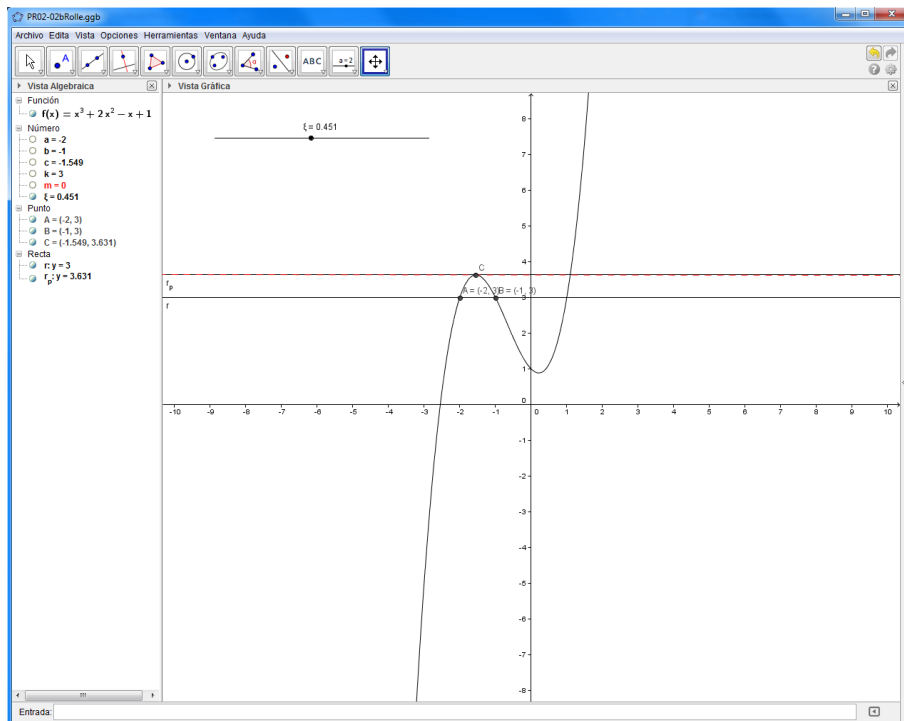 PR02-02bRolle.ggb
Archivo Edita Vista Opciones Herramientas Ventana Ayuda
A α ABC a=2
Vista Algebraica
Función
f(x) = x³ + 2 x² − x + 1
Número
a = -2
b = -1
c = -1.549
k = 3
m = 0
ξ = 0.451
Punto
A = (-2, 3)
B = (-1, 3)
C = (-1.549, 3.631)
Recta
r: y = 3
rₚ: y = 3.631
Vista Gráfica
ξ = 0.451
C
rₚ
A = (-2, 3) B = (-1, 3)
r
8
7
6
5
4
3
2
1
0
-10 -9 -8 -7 -6 -5 -4 -3 -2 -1 0 1 2 3 4 5 6 7 8 9 10
-1
-2
-3
-4
-5
-6
-7
-8
Entrada: